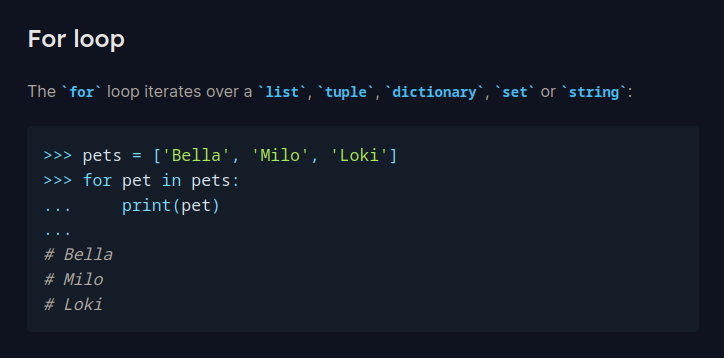 For loop
The `for` loop iterates over a `list`, `tuple`, `dictionary`, `set` or `string`:
>>> pets = ['Bella', 'Milo', 'Loki']
>>> for pet in pets:
...     print(pet)
...
# Bella
# Milo
# Loki